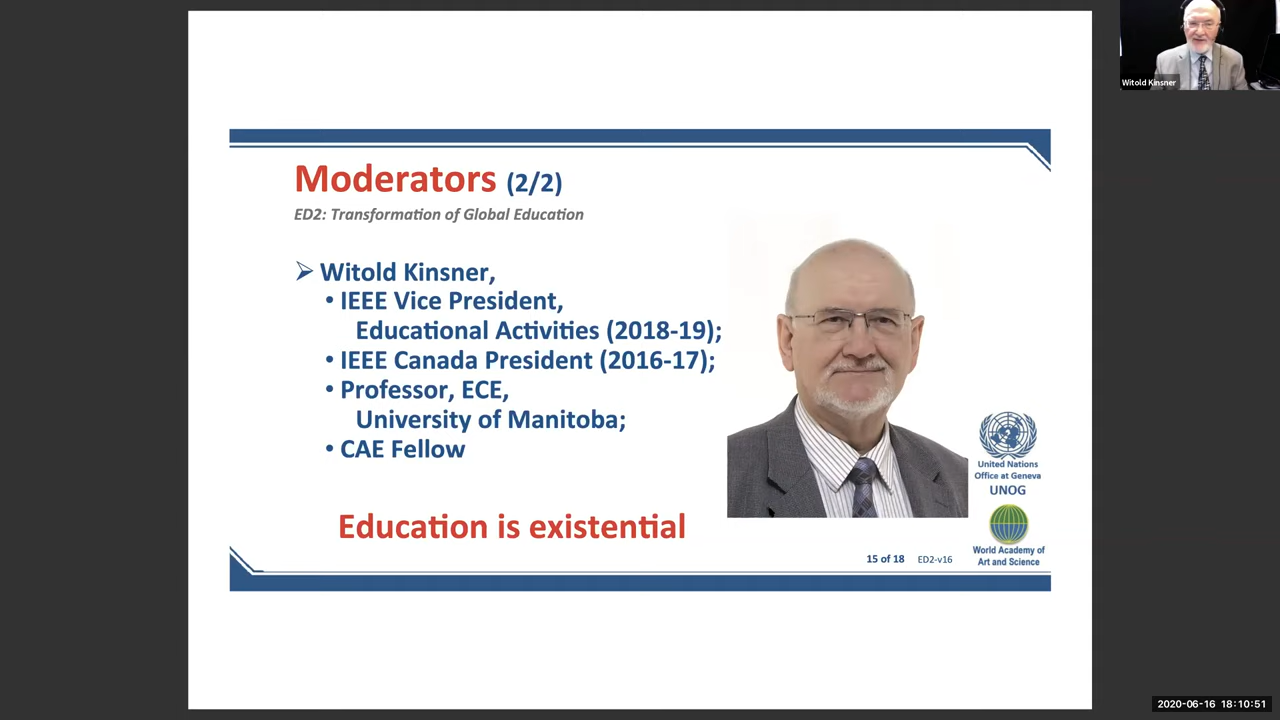 Witold Kinsner
Moderators (2/2)
ED2: Transformation of Global Education
➢ Witold Kinsner,
• IEEE Vice President,
Educational Activities (2018-19);
• IEEE Canada President (2016-17);
• Professor, ECE,
University of Manitoba;
• CAE Fellow
Education is existential
United Nations
Office at Geneva
UNOG
World Academy of
Art and Science
15 of 18 ED2-v16
2020-06-16 18:10:51